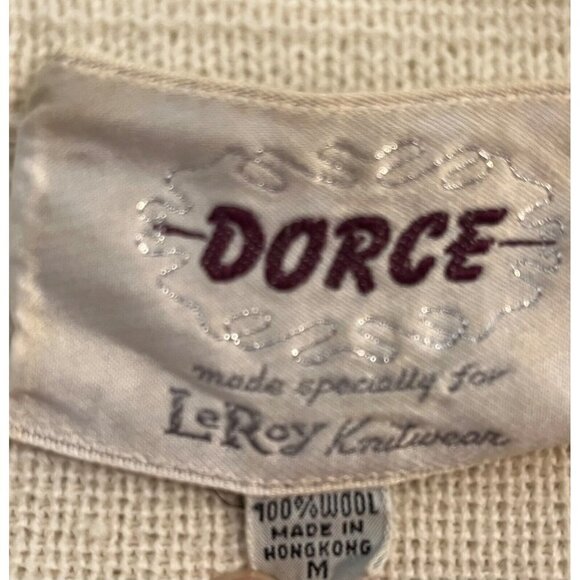 DORCE
made specially for
LeRoy Knitwear
100% WOOL
MADE IN
HONGKONG
M